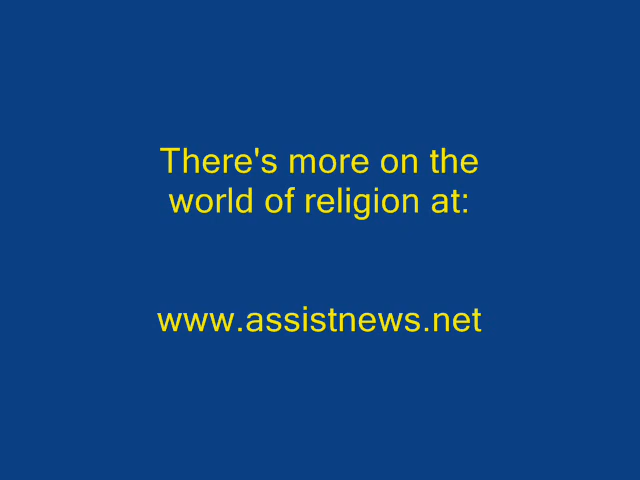 There's more on the
world of religion at:
www.assistnews.net